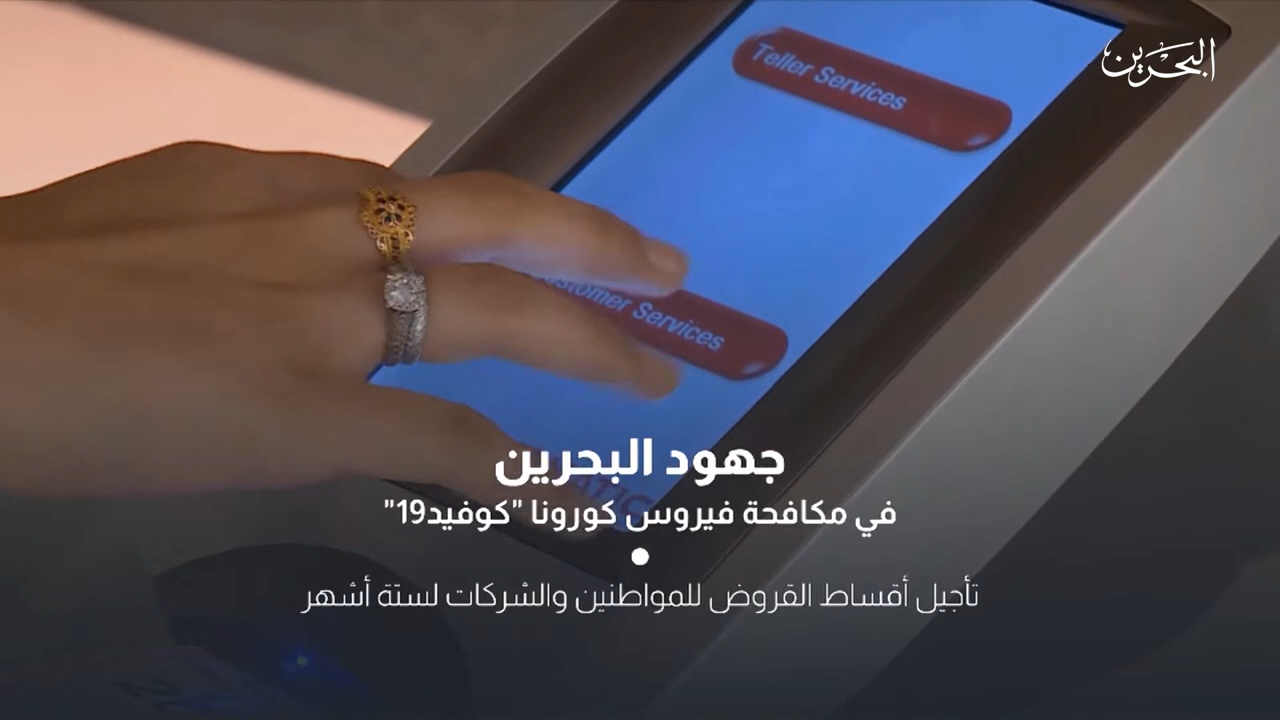 البحرين
Teller Services
Customer Services
جهود البحرين
في مكافحة فيروس كورونا "كوفيد19"
تأجيل أقساط القروض للمواطنين والشركات لستة أشهر